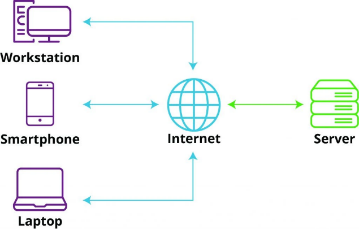 Workstation
Smartphone
Internet
Server
Laptop